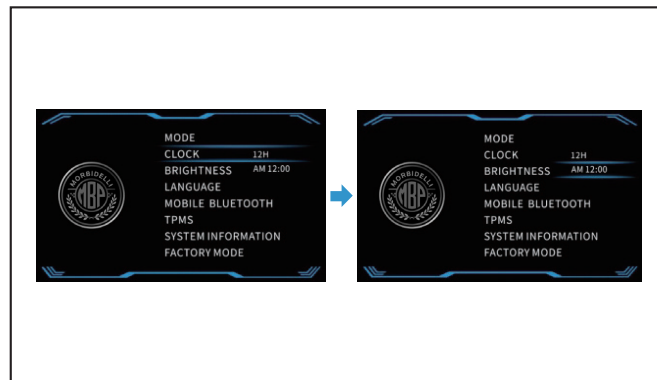 MODE
CLOCK 12H
BRIGHTNESS AM 12:00
LANGUAGE
MOBILE BLUETOOTH
TPMS
SYSTEM INFORMATION
FACTORY MODE
MORBIDELLI
MBP
MODE
CLOCK 12H
BRIGHTNESS AM 12:00
LANGUAGE
MOBILE BLUETOOTH
TPMS
SYSTEM INFORMATION
FACTORY MODE
MORBIDELLI
MBP